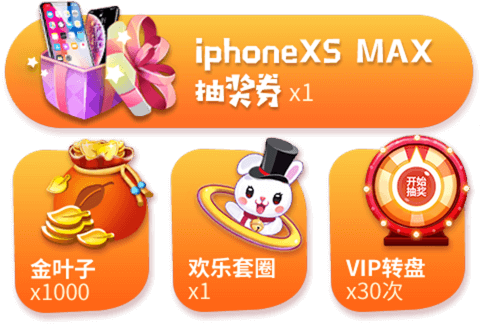 iphoneXS MAX
抽奖券 x1
开始
抽奖
金叶子
x1000
欢乐套圈
x1
VIP转盘
x30次